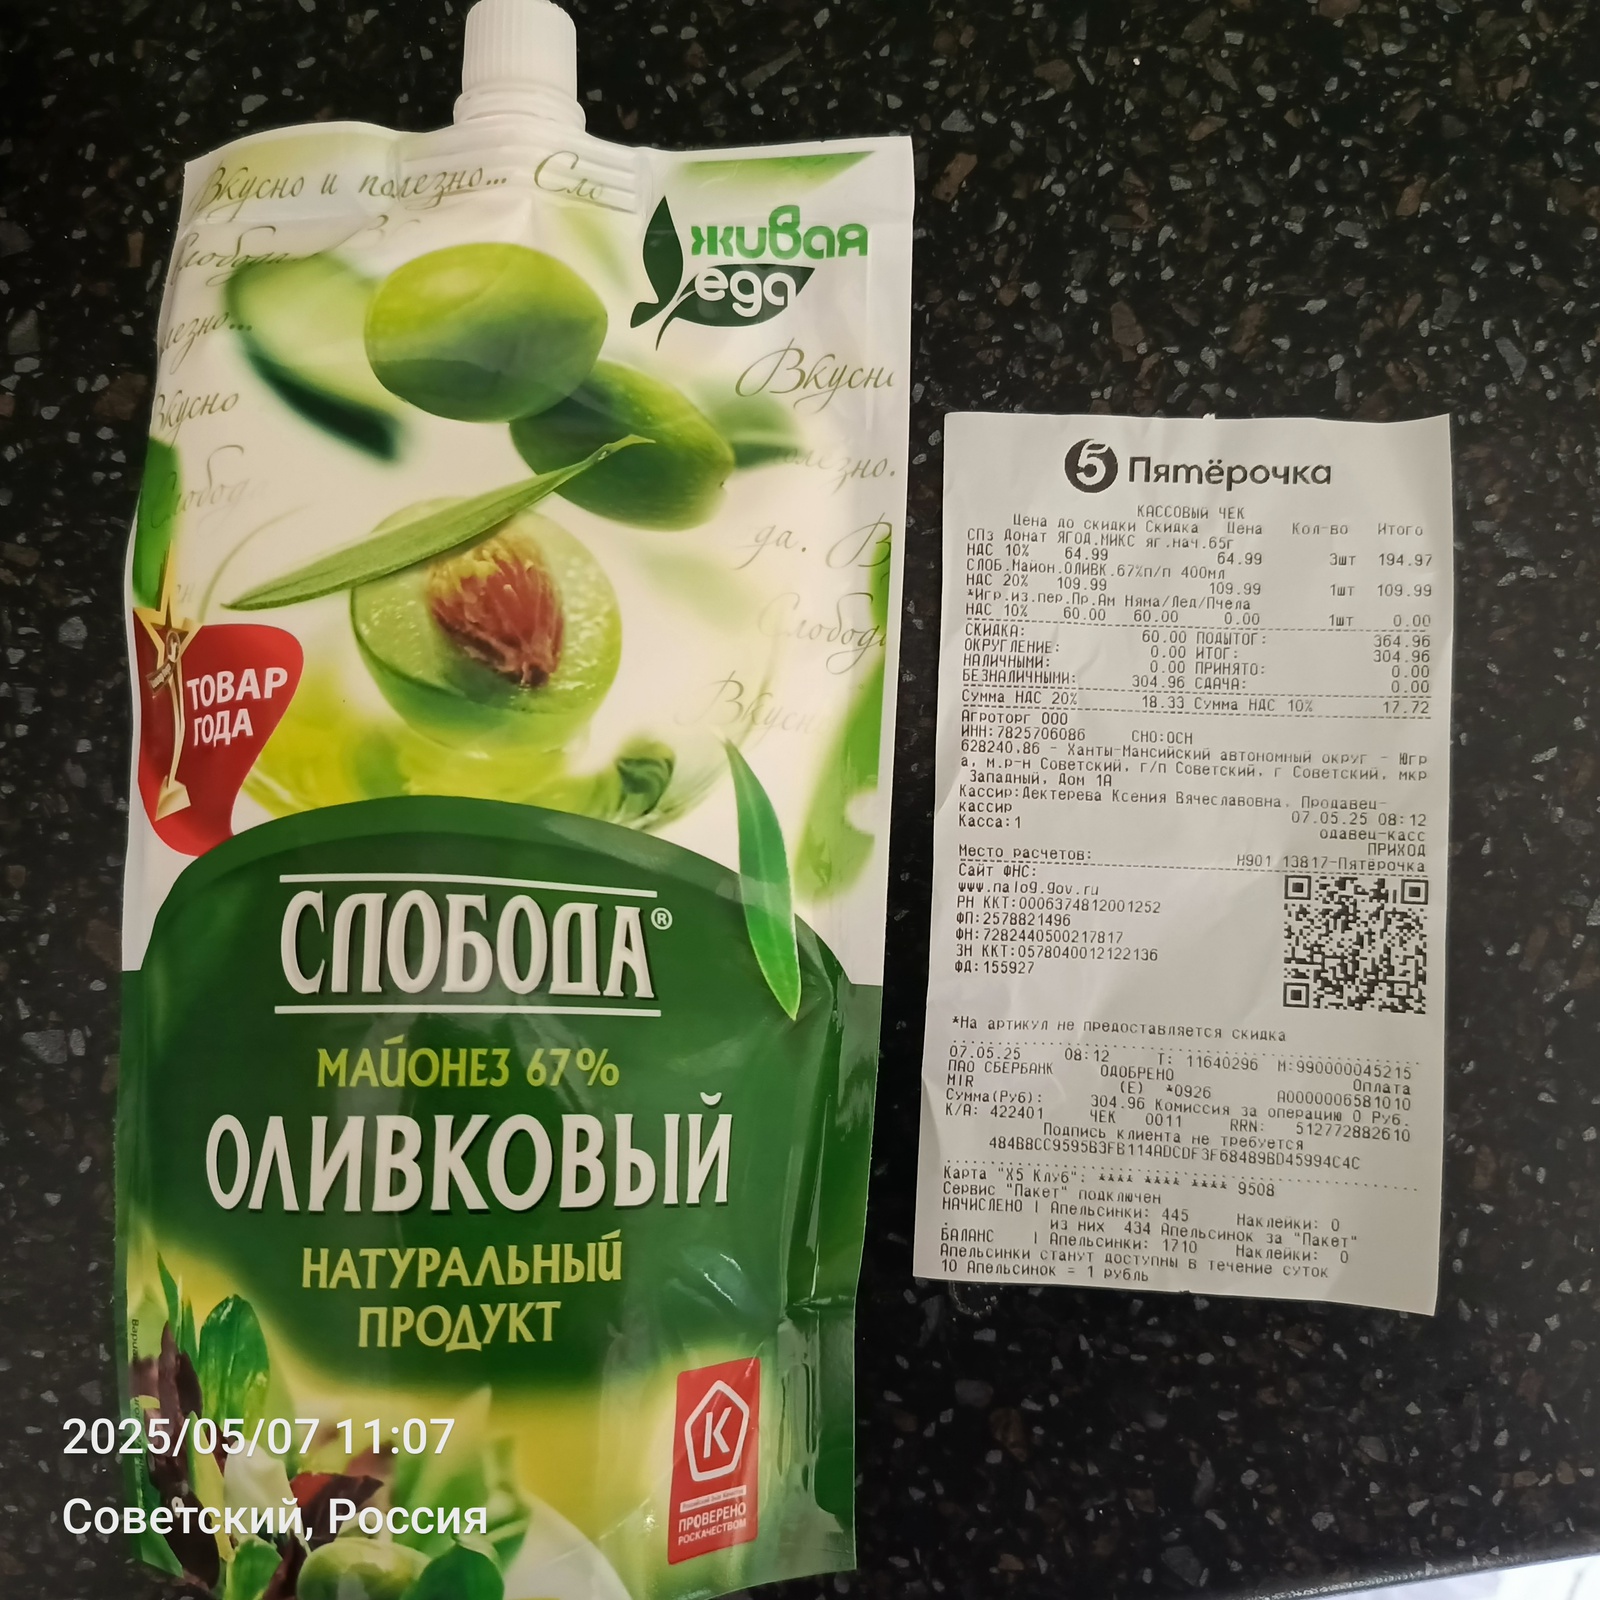 Вкусно и полезно... Сло
Слобода
лезно...
Вкусно
Слобода
живая
еда
Вкусн
олезно.
да. В
Слобода
Вкусн
ТОВАР
ГОДА
СЛОБОДА®
МАЙОНЕЗ 67%
ОЛИВКОВЫЙ
НАТУРАЛЬНЫЙ
ПРОДУКТ
К
ПРОВЕРЕНО
РОСКАЧЕСТВОМ
2025/05/07 11:07
Советский, Россия
5 Пятёрочка
КАССОВЫЙ ЧЕК
Цена до скидки Скидка Цена Кол-во Итого
СПз Донат ЯГОД.МИКС яг.нач.65г
НДС 10% 64.99 64.99 3шт 194.97
СЛОБ.Майон.ОЛИВК.67%п/п 400мл
НДС 20% 109.99 109.99 1шт 109.99
*Игр.из.пер.Пр.Ам Няма/Лед/Пчела
НДС 10% 60.00 60.00 0.00 1шт 0.00
СКИДКА: 60.00 ПОДЫТОГ: 364.96
ОКРУГЛЕНИЕ: 0.00 ИТОГ: 304.96
НАЛИЧНЫМИ: 0.00 ПРИНЯТО: 0.00
БЕЗНАЛИЧНЫМИ: 304.96 СДАЧА: 0.00
Сумма НДС 20% 18.33 Сумма НДС 10% 17.72
Агроторг ООО
ИНН:7825706086 СНО:ОСН
628240,86 - Ханты-Мансийский автономный округ - Югр
а, м.р-н Советский, г/п Советский, г Советский, мкр
Западный, Дом 1А
Кассир:Дектерева Ксения Вячеславовна, Продавец-
кассир 07.05.25 08:12
Касса:1 одавец-касс
ПРИХОД
Место расчетов: Н901 13817-Пятёрочка
Сайт ФНС:
www.nalog.gov.ru
РН ККТ:0006374812001252
ФП:2578821496
ФН:7282440500217817
ЗН ККТ:0578040012122136
ФД:155927
*На артикул не предоставляется скидка
07.05.25 08:12 Т: 11640296 М:990000045215
ПАО СБЕРБАНК ОДОБРЕНО Оплата
MIR (E) *0926 A0000006581010
Сумма(Руб): 304.96 Комиссия за операцию 0 Руб.
К/А: 422401 ЧЕК 0011 RRN: 512772882610
Подпись клиента не требуется
484B8CC9595B3FB114ADCDF3F68489BD45994C4C
Карта "Х5 Клуб": **** **** **** 9508
Сервис "Пакет" подключен
НАЧИСЛЕНО | Апельсинки: 445 Наклейки: 0
из них 434 Апельсинок за "Пакет"
БАЛАНС | Апельсинки: 1710 Наклейки: 0
Апельсинки станут доступны в течение суток
10 Апельсинок = 1 рубль